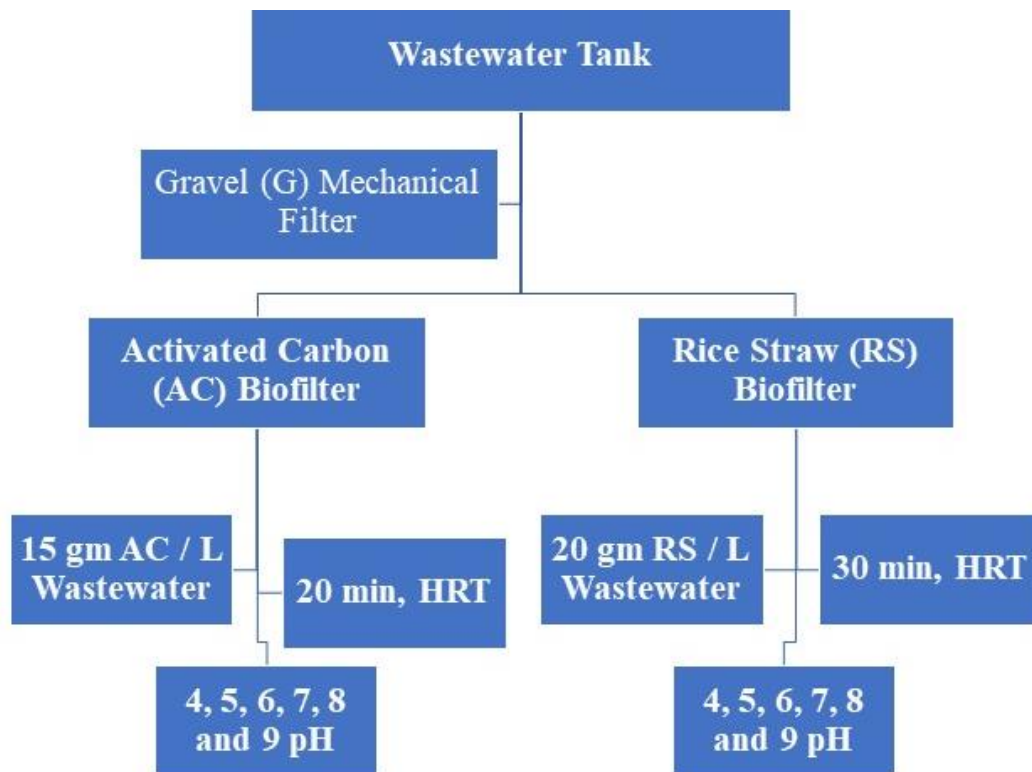 Wastewater Tank
Gravel (G) Mechanical
Filter
Activated Carbon
(AC) Biofilter
Rice Straw (RS)
Biofilter
15 gm AC / L
Wastewater
20 min, HRT
20 gm RS / L
Wastewater
30 min, HRT
4, 5, 6, 7, 8
and 9 pH
4, 5, 6, 7, 8
and 9 pH